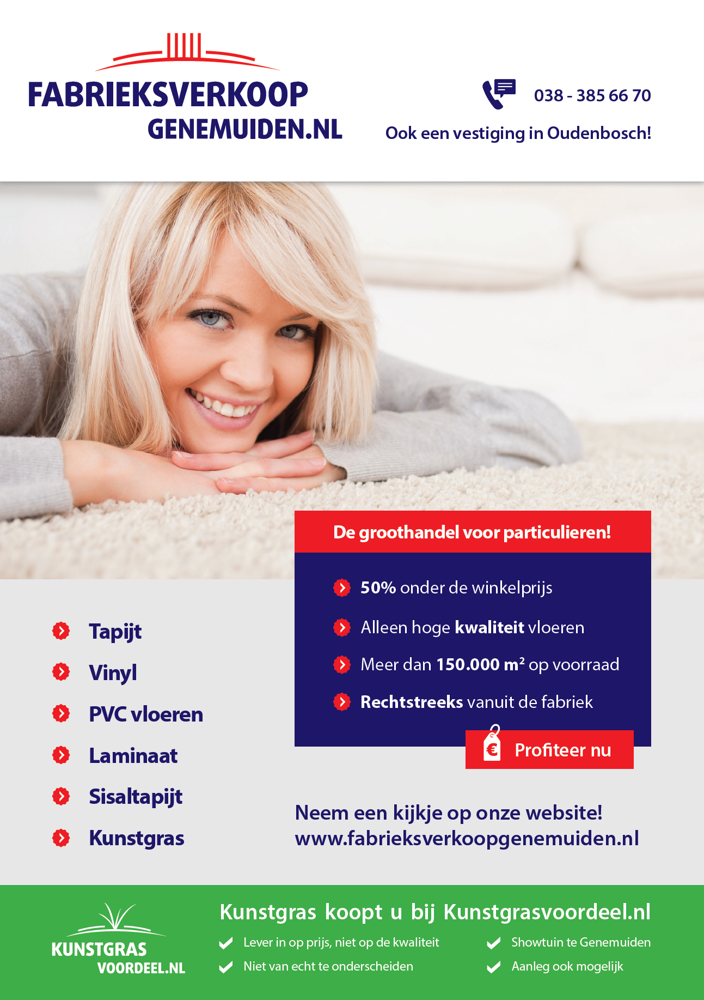 FABRIEKSVERKOOP
GENEMUIDEN.NL
038 - 385 66 70
Ook een vestiging in Oudenbosch!
De groothandel voor particulieren!
50% onder de winkelprijs
Alleen hoge kwaliteit vloeren
Meer dan 150.000 m² op voorraad
Rechtstreeks vanuit de fabriek
€ Profiteer nu
Tapijt
Vinyl
PVC vloeren
Laminaat
Sisaltapijt
Kunstgras
Neem een kijkje op onze website!
www.fabrieksverkoopgenemuiden.nl
KUNSTGRAS
VOORDEEL.NL
Kunstgras koopt u bij Kunstgrasvoordeel.nl
Lever in op prijs, niet op de kwaliteit
Niet van echt te onderscheiden
Showtuin te Genemuiden
Aanleg ook mogelijk